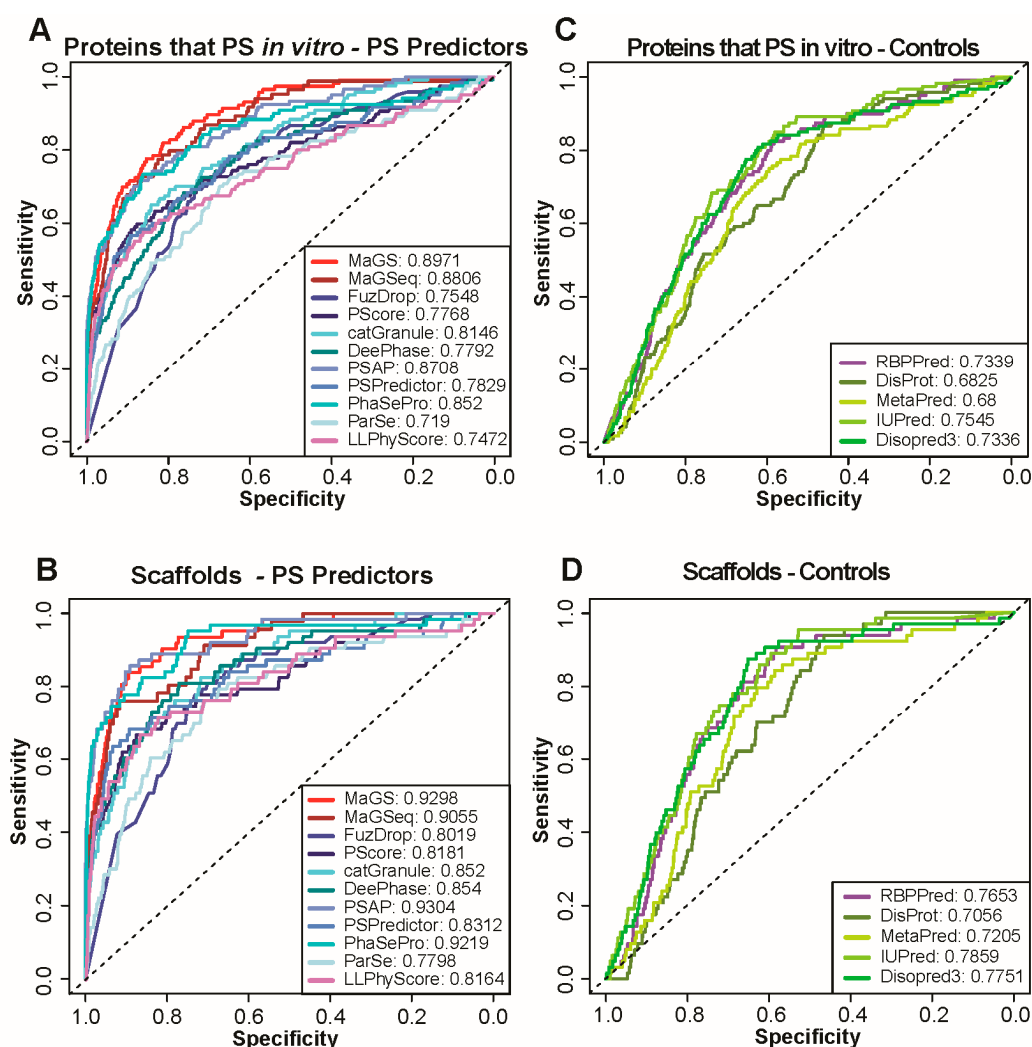 A
Proteins that PS in vitro - PS Predictors
Sensitivity
1.0
0.8
0.6
0.4
0.2
0.0
MaGS: 0.8971
MaGSeq: 0.8806
FuzDrop: 0.7548
PScore: 0.7768
catGranule: 0.8146
DeePhase: 0.7792
PSAP: 0.8708
PSPredictor: 0.7829
PhaSePro: 0.852
ParSe: 0.719
LLPhyScore: 0.7472
1.0 0.8 0.6 0.4 0.2 0.0
Specificity
C
Proteins that PS in vitro - Controls
Sensitivity
1.0
0.8
0.6
0.4
0.2
0.0
RBPPred: 0.7339
DisProt: 0.6825
MetaPred: 0.68
IUPred: 0.7545
Disopred3: 0.7336
1.0 0.8 0.6 0.4 0.2 0.0
Specificity
B
Scaffolds - PS Predictors
Sensitivity
1.0
0.8
0.6
0.4
0.2
0.0
MaGS: 0.9298
MaGSeq: 0.9055
FuzDrop: 0.8019
PScore: 0.8181
catGranule: 0.852
DeePhase: 0.854
PSAP: 0.9304
PSPredictor: 0.8312
PhaSePro: 0.9219
ParSe: 0.7798
LLPhyScore: 0.8164
1.0 0.8 0.6 0.4 0.2 0.0
Specificity
D
Scaffolds - Controls
Sensitivity
1.0
0.8
0.6
0.4
0.2
0.0
RBPPred: 0.7653
DisProt: 0.7056
MetaPred: 0.7205
IUPred: 0.7859
Disopred3: 0.7751
1.0 0.8 0.6 0.4 0.2 0.0
Specificity